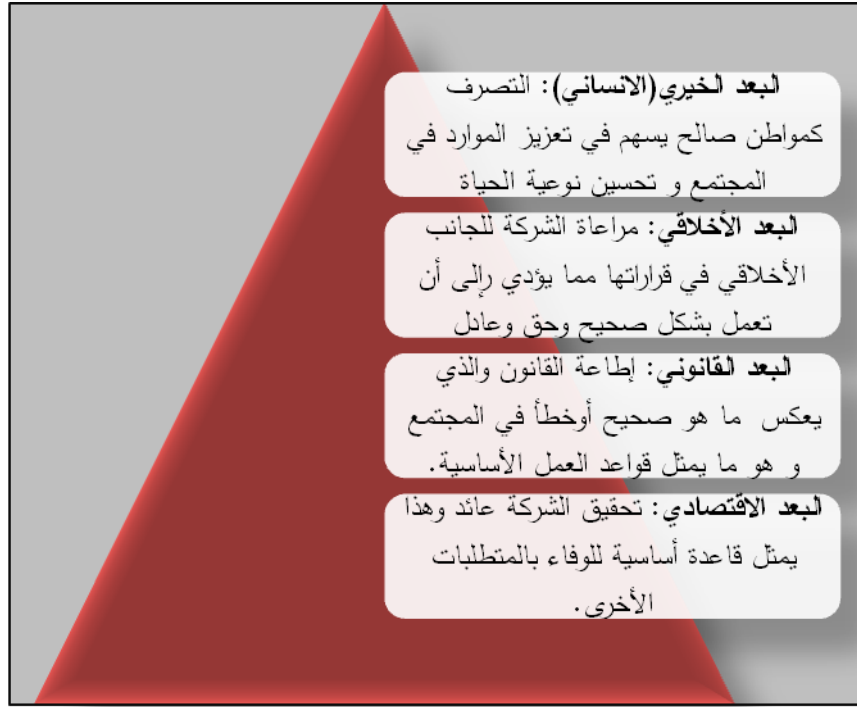 البعد الخيري(الانساني): التصرف
كمواطن صالح يسهم في تعزيز الموارد في
المجتمع و تحسين نوعية الحياة
البعد الأخلاقي: مراعاة الشركة للجانب
الأخلاقي في قراراتها مما يؤدي رإلى أن
تعمل بشكل صحيح وحق وعادل
البعد القانوني: إطاعة القانون والذي
يعكس ما هو صحيح أوخطأ في المجتمع
و هو ما يمثل قواعد العمل الأساسية.
البعد الاقتصادي: تحقيق الشركة عائد وهذا
يمثل قاعدة أساسية للوفاء بالمتطلبات
الأخرى.